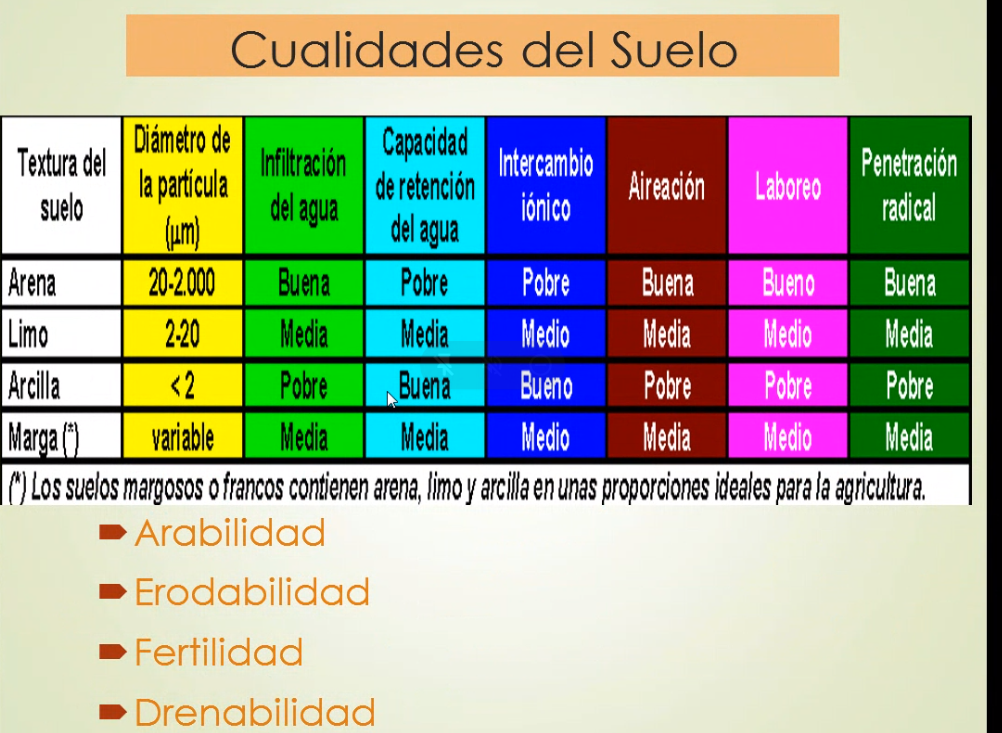 Cualidades del Suelo
Textura del suelo Diámetro de la partícula (μm) Infiltración del agua Capacidad de retención del agua Intercambio iónico Aireación Laboreo Penetración radical
Arena 20-2.000 Buena Pobre Pobre Buena Bueno Buena
Limo 2-20 Media Media Medio Media Medio Media
Arcilla < 2 Pobre Buena Bueno Pobre Pobre Pobre
Marga (*) variable Media Media Medio Media Medio Media
(*) Los suelos margosos o francos contienen arena, limo y arcilla en unas proporciones ideales para la agricultura.
Arabilidad
Erodabilidad
Fertilidad
Drenabilidad